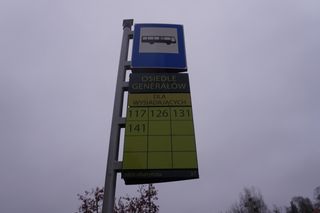 OSIEDLE
GENERAŁÓW
DLA
WYSIADAJĄCYCH
117 126 131
141